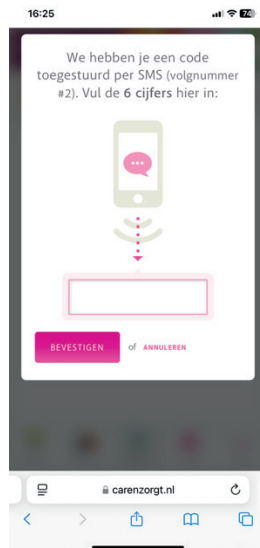 16:25
74
We hebben je een code
toegestuurd per SMS (volgnummer
#2). Vul de 6 cijfers hier in:
BEVESTIGEN of ANNULEREN
carenzorgt.nl